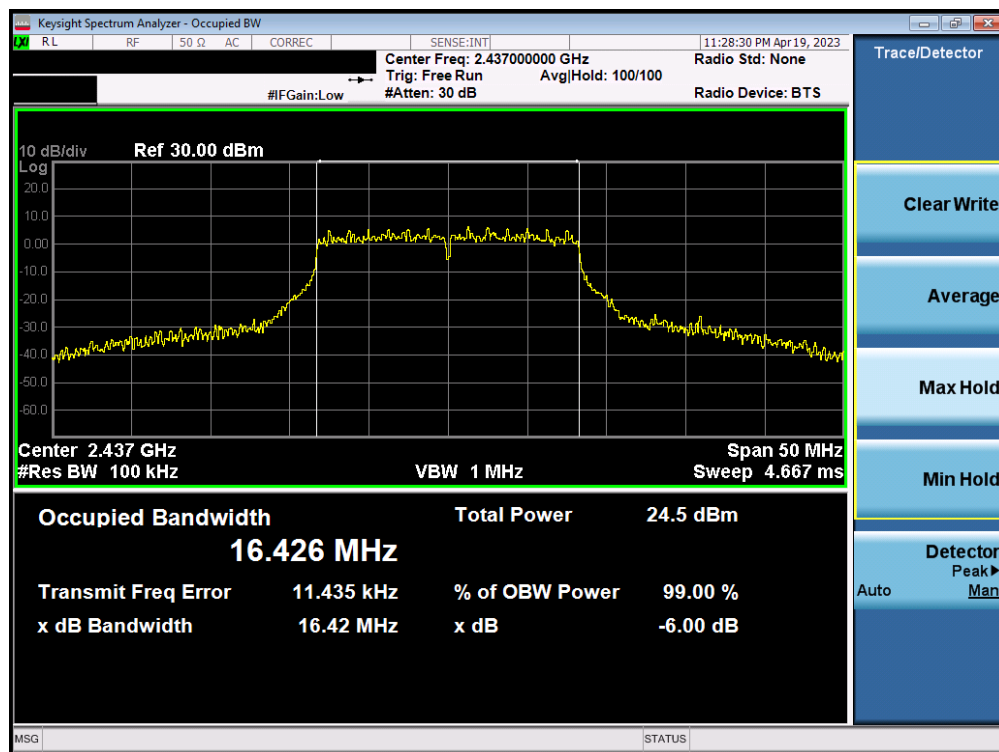 Keysight Spectrum Analyzer - Occupied BW
LXI RL RF 50 Ω AC CORREC SENSE:INT 11:28:30 PM Apr 19, 2023
Center Freq: 2.437000000 GHz Radio Std: None
Trig: Free Run Avg|Hold: 100/100
#IFGain:Low #Atten: 30 dB Radio Device: BTS
10 dB/div Ref 30.00 dBm
Log
20.0
10.0
0.00
-10.0
-20.0
-30.0
-40.0
-50.0
-60.0
Center 2.437 GHz Span 50 MHz
#Res BW 100 kHz VBW 1 MHz Sweep 4.667 ms
Occupied Bandwidth Total Power 24.5 dBm
16.426 MHz
Transmit Freq Error 11.435 kHz % of OBW Power 99.00 %
x dB Bandwidth 16.42 MHz x dB -6.00 dB
MSG STATUS
Trace/Detector
Clear Write
Average
Max Hold
Min Hold
Detector
Peak▶
Auto Man